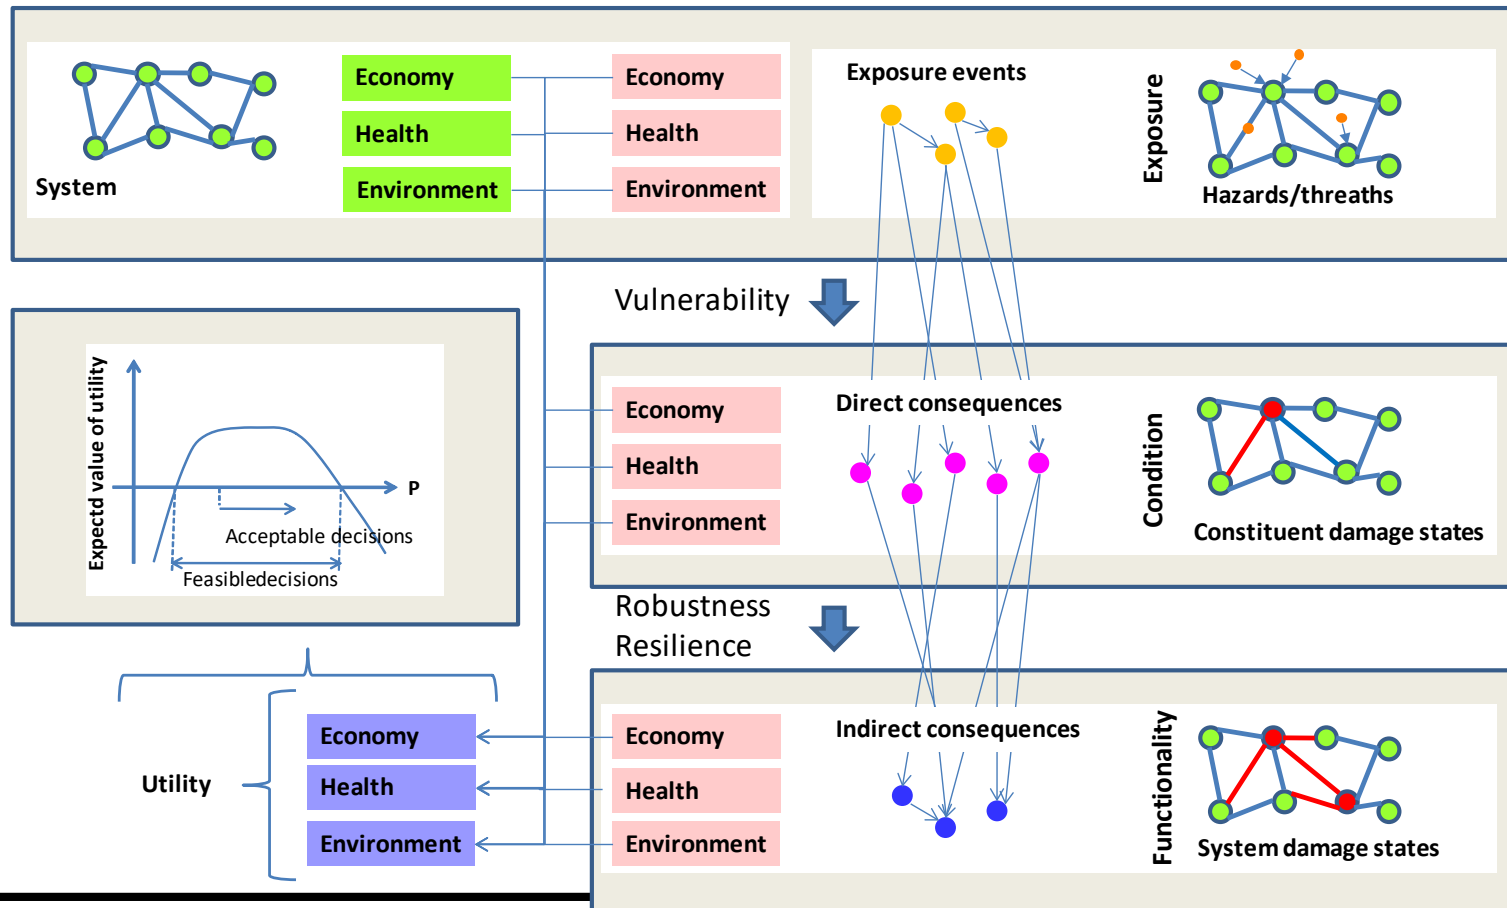 System
Economy
Health
Environment
Economy
Health
Environment
Exposure events
Exposure
Hazards/threaths
Vulnerability
Expectd value of utility
P
Acceptable decisions
Feasibledecisions
Economy
Health
Environment
Direct consequences
Condition
Constituent damage states
Robustness
Resilience
Utility
Economy
Health
Environment
Economy
Health
Environment
Indirect consequences
Functionality
System damage states